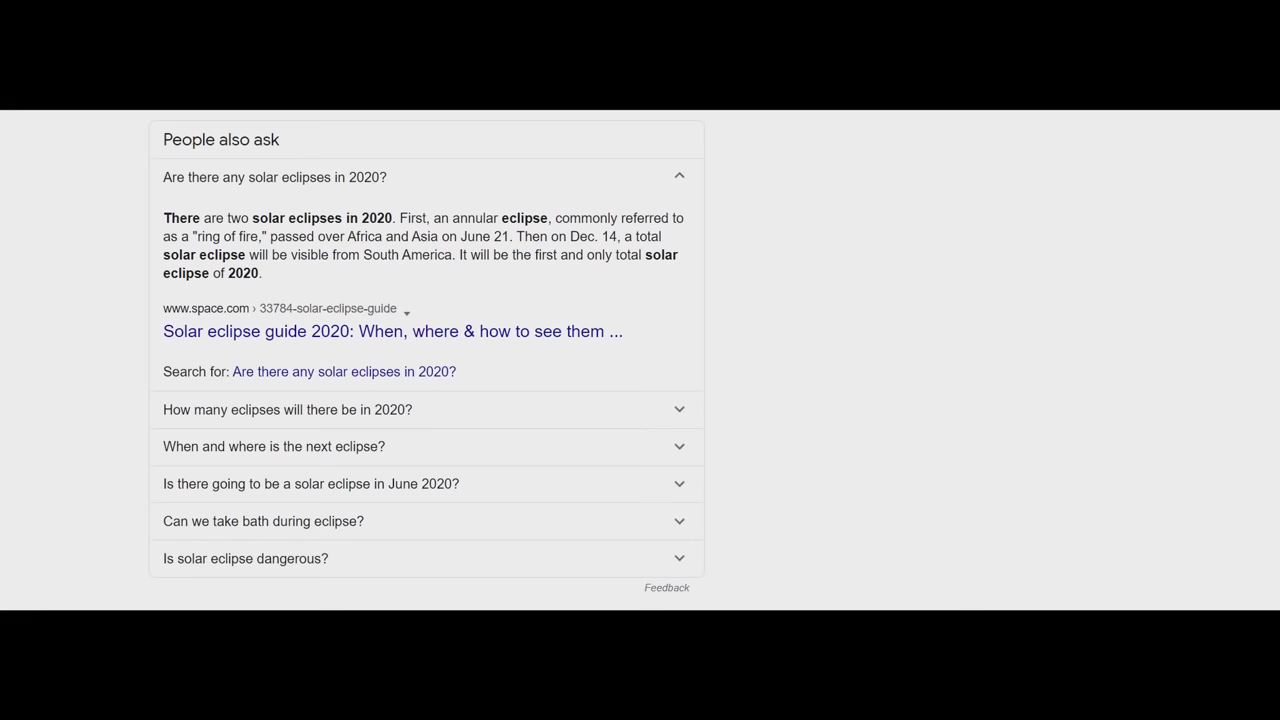 People also ask
Are there any solar eclipses in 2020?
There are two solar eclipses in 2020. First, an annular eclipse, commonly referred to
as a "ring of fire," passed over Africa and Asia on June 21. Then on Dec. 14, a total
solar eclipse will be visible from South America. It will be the first and only total solar
eclipse of 2020.
www.space.com › 33784-solar-eclipse-guide
Solar eclipse guide 2020: When, where & how to see them ...
Search for: Are there any solar eclipses in 2020?
How many eclipses will there be in 2020?
When and where is the next eclipse?
Is there going to be a solar eclipse in June 2020?
Can we take bath during eclipse?
Is solar eclipse dangerous?
Feedback